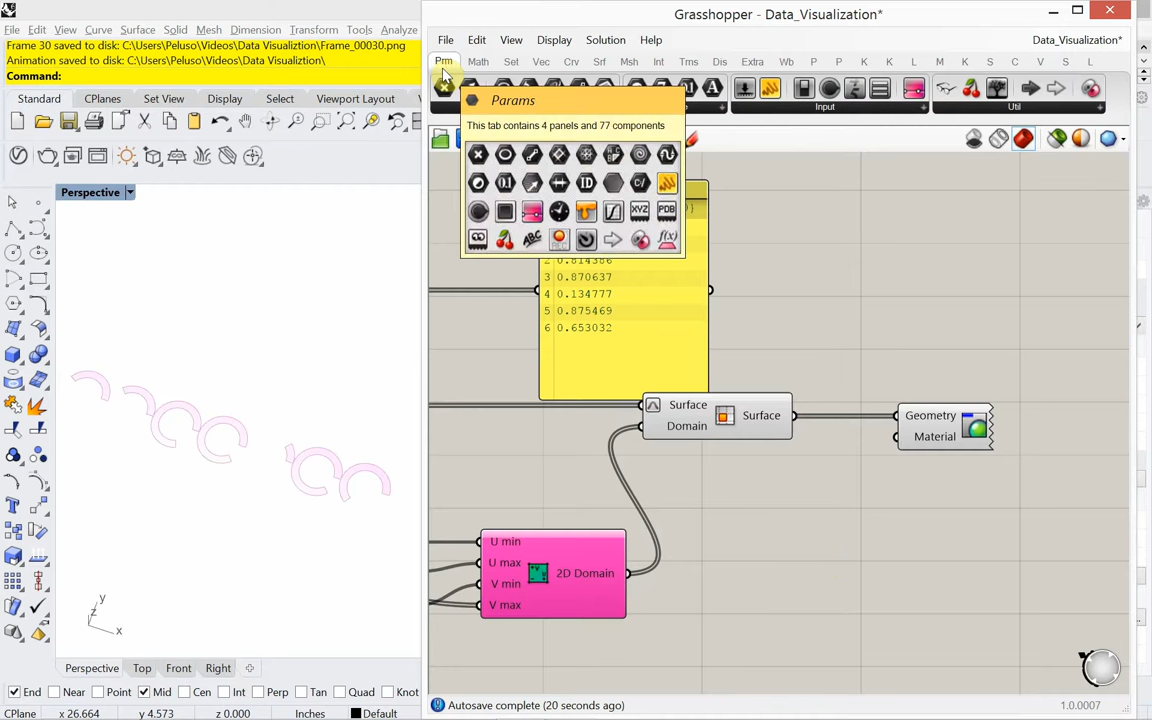 Grasshopper - Data_Visualization*
File Edit View Curve Surface Solid Mesh Dimension Transform Tools Analyze
Frame 30 saved to disk: C:\Users\Peluso\Videos\Data Visualiztion\Frame_00030.png
Animation saved to disk: C:\Users\Peluso\Videos\Data Visualiztion\
Command:
Standard CPlanes Set View Display Select Viewport Layout
Perspective
z y x
Perspective Top Front Right
End Near Point Mid Cen Int Perp Tan Quad Knot
CPlane x 26.664 y 4.573 z 0.000 Inches Default
File Edit View Display Solution Help Data_Visualization*
Prm Math Set Vec Crv Srf Msh Int Trns Dis Extra M K P P B L H K H U L M L
Input Util
Params
This tab contains 4 panels and 77 components
2 0.814386
3 0.870637
4 0.134777
5 0.875469
6 0.653032
Surface
Domain
Surface
Geometry
Material
U min
U max
V min
V max
2D Domain
Autosave complete (20 seconds ago) 1.0.0007